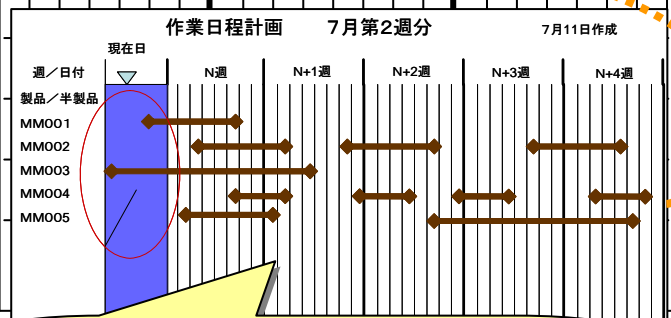 作業日程計画 7月第2週分
7月11日作成
現在日
週/日付 N週 N+1週 N+2週 N+3週 N+4週
製品/半製品
MM001
MM002
MM003
MM004
MM005